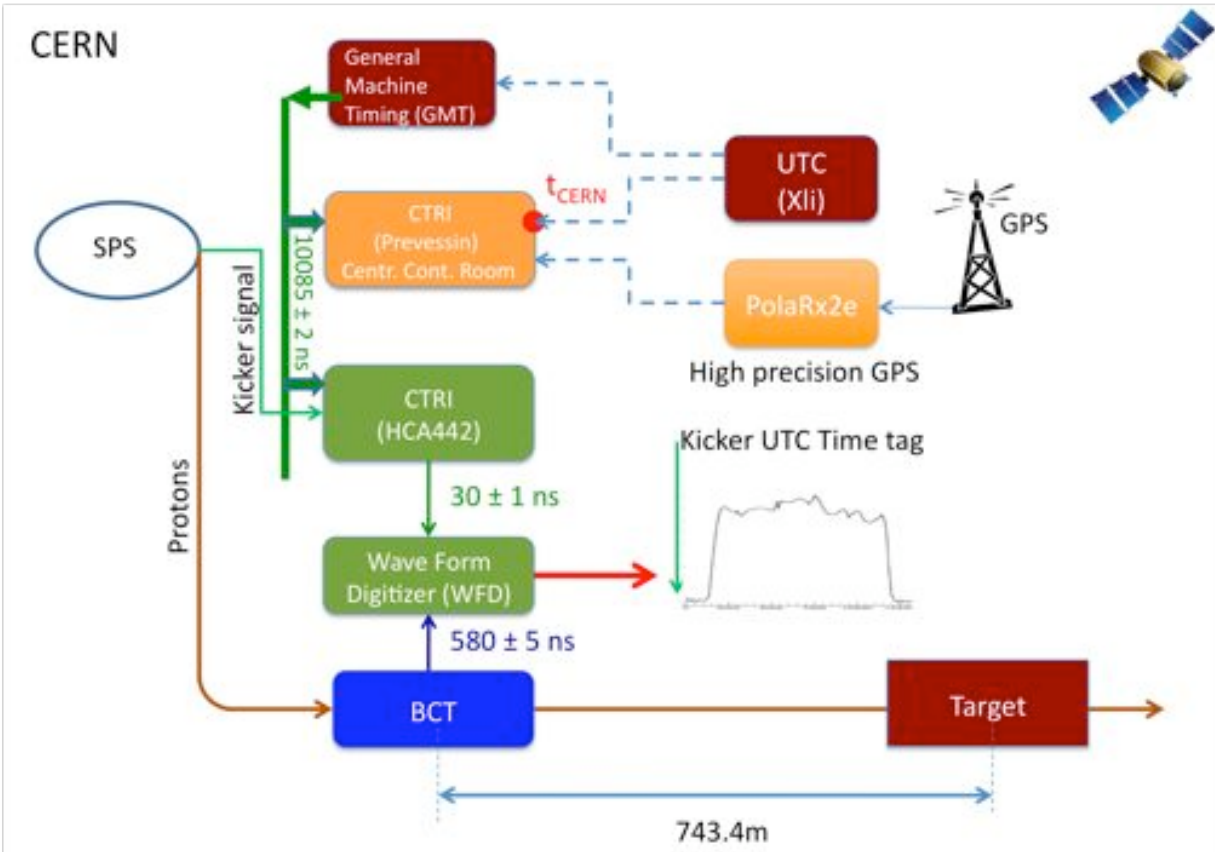 CERN
General
Machine
Timing (GMT)
UTC
(Xli)
t_CERN
CTRI
(Prevessin)
Centr. Cont. Room
SPS
GPS
PolaRx2e
High precision GPS
10085 ± 2 ns
Kicker signal
CTRI
(HCA442)
Kicker UTC Time tag
30 ± 1 ns
Protons
Wave Form
Digitizer (WFD)
580 ± 5 ns
BCT
Target
743.4m